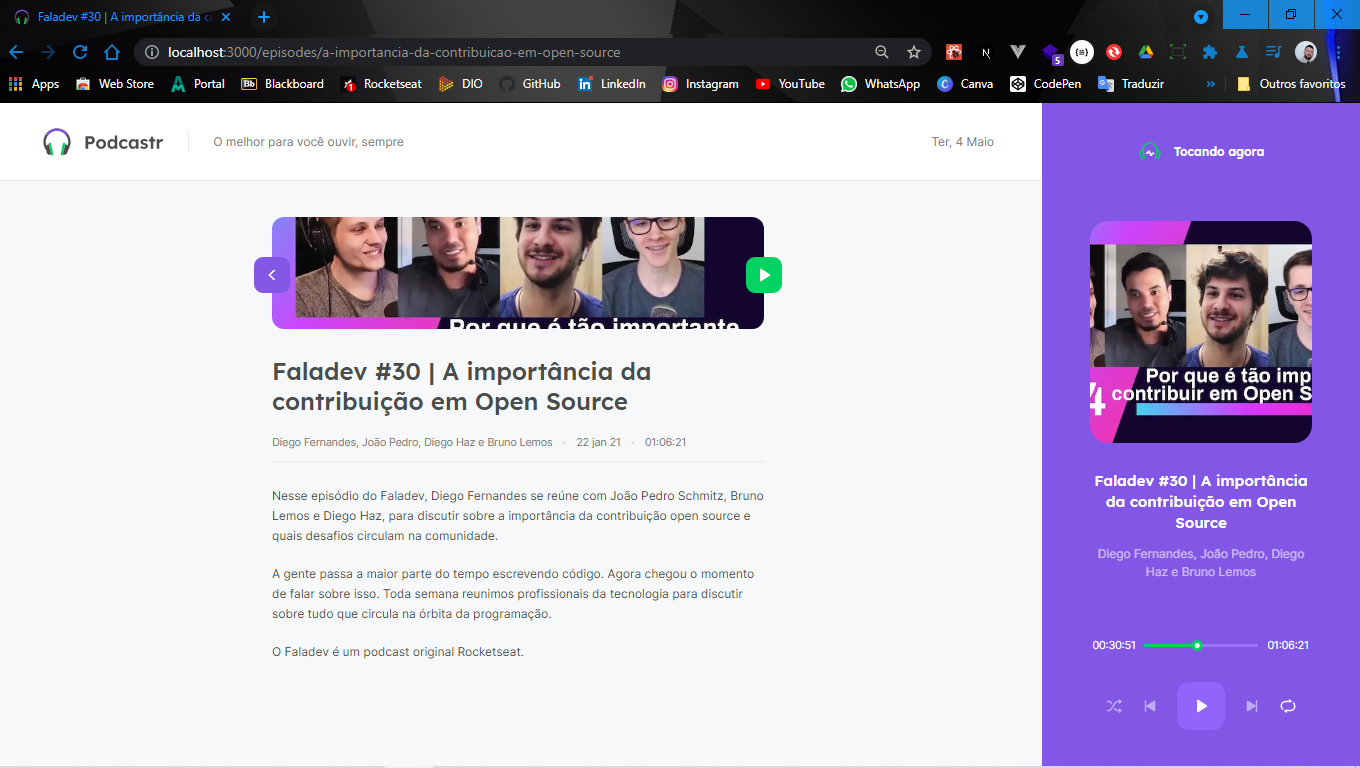 Faladev #30 | A importância da c
localhost:3000/episodes/a-importancia-da-contribuicao-em-open-source
N
5
Apps
Web Store
Portal
Bb
Blackboard
Rocketseat
DIO
GitHub
in
LinkedIn
Instagram
YouTube
WhatsApp
C
Canva
CodePen
Traduzir
»
Outros favoritos
Podcastr
O melhor para você ouvir, sempre
Ter, 4 Maio
Tocando agora
Por que é tão importante
Faladev #30 | A importância da
contribuição em Open Source
Diego Fernandes, João Pedro, Diego Haz e Bruno Lemos
22 jan 21
01:06:21
Nesse episódio do Faladev, Diego Fernandes se reúne com João Pedro Schmitz, Bruno
Lemos e Diego Haz, para discutir sobre a importância da contribuição open source e
quais desafios circulam na comunidade.
A gente passa a maior parte do tempo escrevendo código. Agora chegou o momento
de falar sobre isso. Toda semana reunimos profissionais da tecnologia para discutir
sobre tudo que circula na órbita da programação.
O Faladev é um podcast original Rocketseat.
Por que é tão imp
4 contribuir em Open S
Faladev #30 | A importância
da contribuição em Open
Source
Diego Fernandes, João Pedro, Diego
Haz e Bruno Lemos
00:30:51
01:06:21